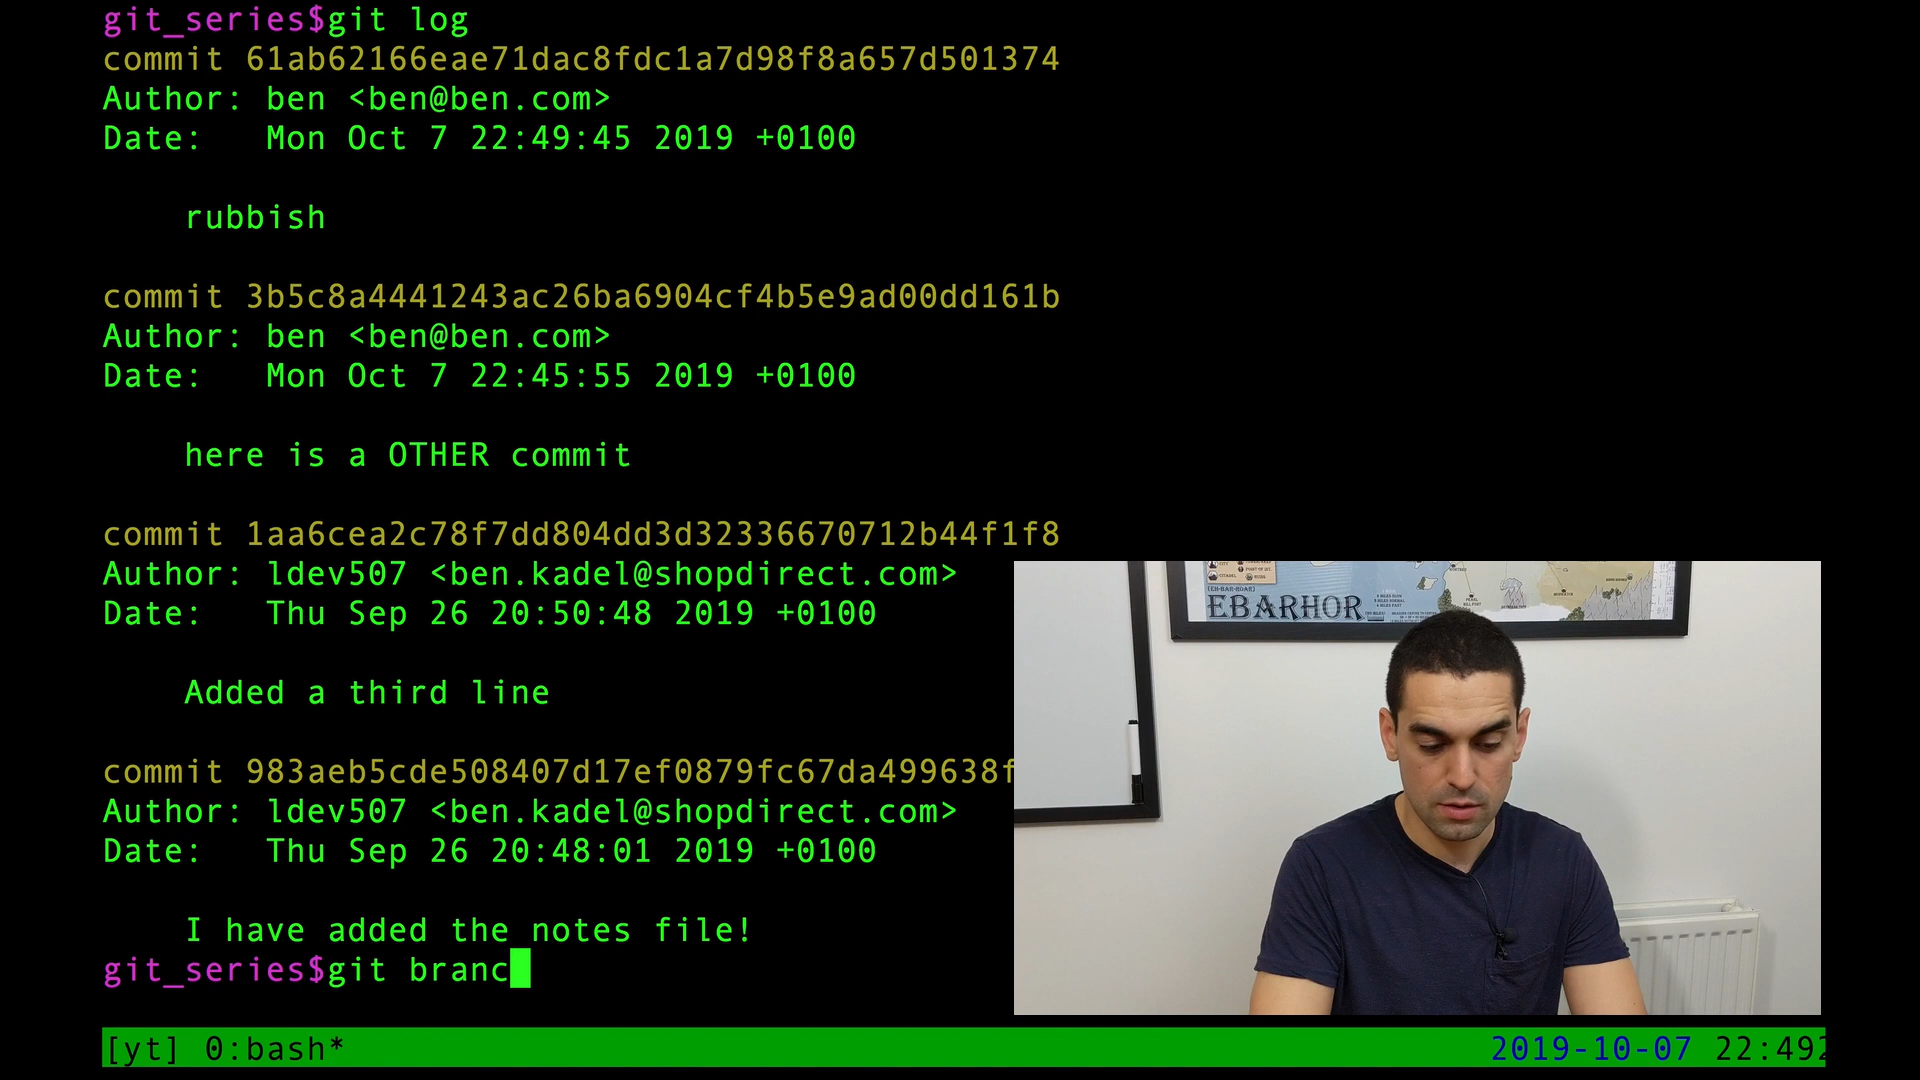 git_series$git log
commit 61ab62166eae71dac8fdc1a7d98f8a657d501374
Author: ben <ben@ben.com>
Date:   Mon Oct 7 22:49:45 2019 +0100
rubbish
commit 3b5c8a4441243ac26ba6904cf4b5e9ad00dd161b
Author: ben <ben@ben.com>
Date:   Mon Oct 7 22:45:55 2019 +0100
here is a OTHER commit
commit 1aa6cea2c78f7dd804dd3d32336670712b44f1f8
Author: ldev507 <ben.kadel@shopdirect.com>
Date:   Thu Sep 26 20:50:48 2019 +0100
Added a third line
commit 983aeb5cde508407d17ef0879fc67da499638f
Author: ldev507 <ben.kadel@shopdirect.com>
Date:   Thu Sep 26 20:48:01 2019 +0100
I have added the notes file!
git_series$git branc
EBARHOR
[yt] 0:bash*
2019-10-07 22:49